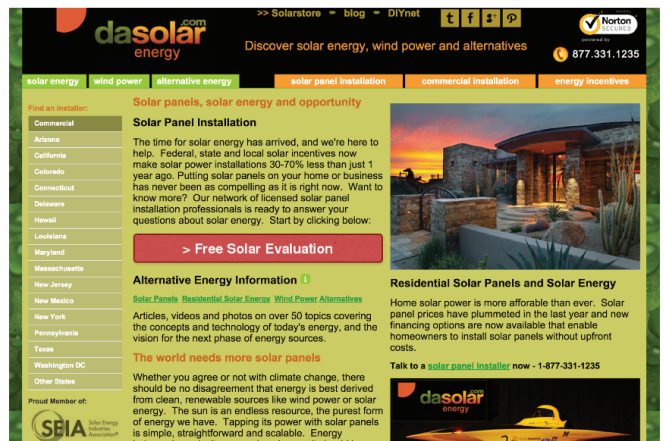 >> Solarstore - blog - DIYnet
dasolar.com
energy
Discover solar energy, wind power and alternatives
Norton
SECURED
powered by
877.331.1235
solar energy
wind power
alternative energy
solar panel installation
commercial installation
energy incentives
Find an installer:
Commercial
Arizona
California
Colorado
Connecticut
Delaware
Hawaii
Louisiana
Maryland
Massachusetts
New Jersey
New Mexico
New York
Pennsylvania
Texas
Washington DC
Other States
Proud Member of:
SEIA Solar Energy
Industries
Association®
Solar panels, solar energy and opportunity
Solar Panel Installation
The time for solar energy has arrived, and we're here to
help. Federal, state and local solar incentives now
make solar power installations 30-70% less than just 1
year ago. Putting solar panels on your home or business
has never been as compelling as it is right now. Want to
know more? Our network of licensed solar panel
installation professionals is ready to answer your
questions about solar energy. Start by clicking below:
> Free Solar Evaluation
Alternative Energy Information
Solar Panels Residential Solar Energy Wind Power Alternatives
Articles, videos and photos on over 50 topics covering
the concepts and technology of today's energy, and the
vision for the next phase of energy sources.
The world needs more solar panels
Whether you agree or not with climate change, there
should be no disagreement that energy is best derived
from clean, renewable sources like wind power or solar
energy. The sun is an endless resource, the purest form
of energy we have. Tapping its power with solar panels
is simple, straightforward and scalable. Energy
Residential Solar Panels and Solar Energy
Home solar power is more afforable than ever. Solar
panel prices have plummeted in the last year and new
financing options are now available that enable
homeowners to install solar panels without upfront
costs.
Talk to a solar panel installer now - 1-877-331-1235
dasolar.com
energy